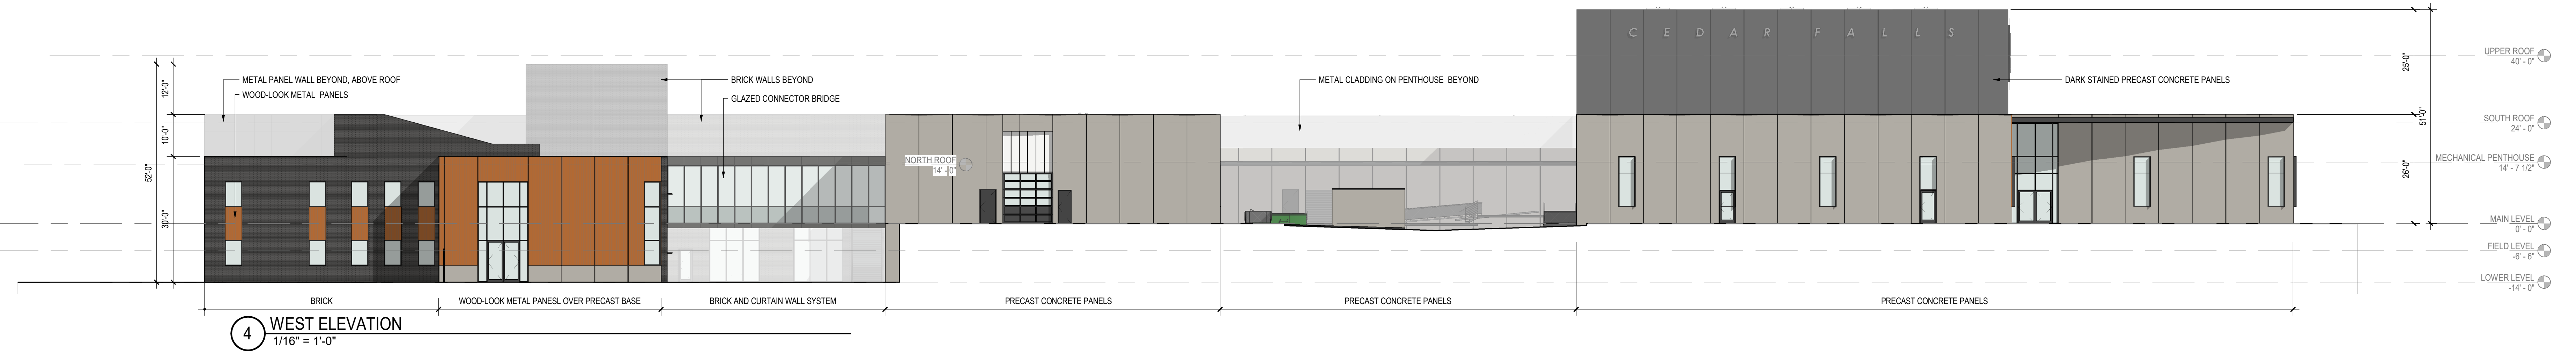 CEDAR FALLS
UPPER ROOF
40' - 0"
METAL PANEL WALL BEYOND, ABOVE ROOF
BRICK WALLS BEYOND
METAL CLADDING ON PENTHOUSE BEYOND
DARK STAINED PRECAST CONCRETE PANELS
WOOD-LOOK METAL PANELS
GLAZED CONNECTOR BRIDGE
12'-0"
25'-0"
10'-0"
52'-0"
30'-0"
51'-0"
26'-0"
SOUTH ROOF
24' - 0"
NORTH ROOF
14' - 0"
MECHANICAL PENTHOUSE
14' - 7 1/2"
MAIN LEVEL
0' - 0"
FIELD LEVEL
-6' - 6"
LOWER LEVEL
-14' - 0"
BRICK
WOOD-LOOK METAL PANESL OVER PRECAST BASE
BRICK AND CURTAIN WALL SYSTEM
PRECAST CONCRETE PANELS
PRECAST CONCRETE PANELS
PRECAST CONCRETE PANELS
4
WEST ELEVATION
1/16" = 1'-0"